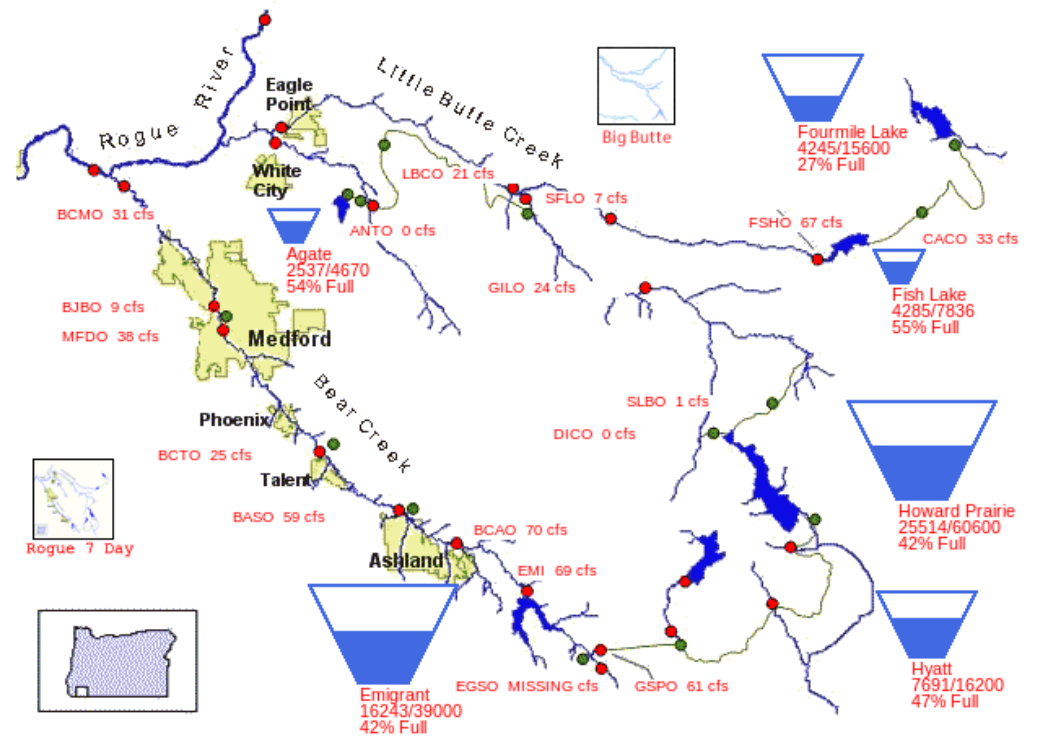 Rogue River
Eagle
Point
Little Butte Creek
Big Butte
Fourmile Lake
4245/15600
27% Full
White
City
LBCO 21 cfs
SFLO 7 cfs
BCMO 31 cfs
ANTO 0 cfs
FSHO 67 cfs
CACO 33 cfs
Agate
2537/4670
54% Full
GILO 24 cfs
Fish Lake
4285/7836
55% Full
BJBO 9 cfs
MFDO 38 cfs
Medford
Bear Creek
SLBO 1 cfs
Phoenix
DICO 0 cfs
BCTO 25 cfs
Talent
Howard Prairie
25514/60600
42% Full
BASO 59 cfs
BCAO 70 cfs
Rogue 7 Day
Ashland
EMI 69 cfs
Hyatt
7691/16200
47% Full
EGSO MISSING cfs
GSPO 61 cfs
Emigrant
16243/39000
42% Full